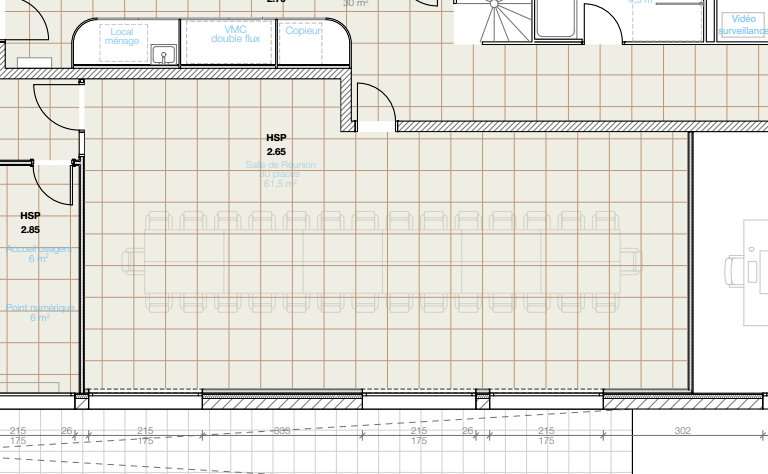 2.70
30 m²
Local
ménage
VMC
double flux
Copieur
Vidéo
surveillance
HSP
2.65
Salle de Réunion
30 places
61,5 m²
HSP
2.85
Accueil usagers
6 m²
Point numérique
6 m²
215
175
26
215
175
303
215
175
26
215
175
302